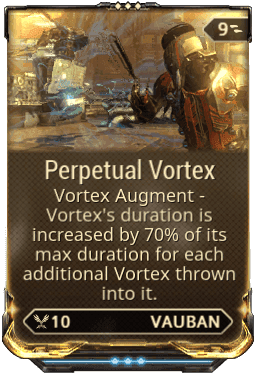 9
Perpetual Vortex
Vortex Augment -
Vortex's duration is
increased by 70% of its
max duration for each
additional Vortex thrown
into it.
10 VAUBAN